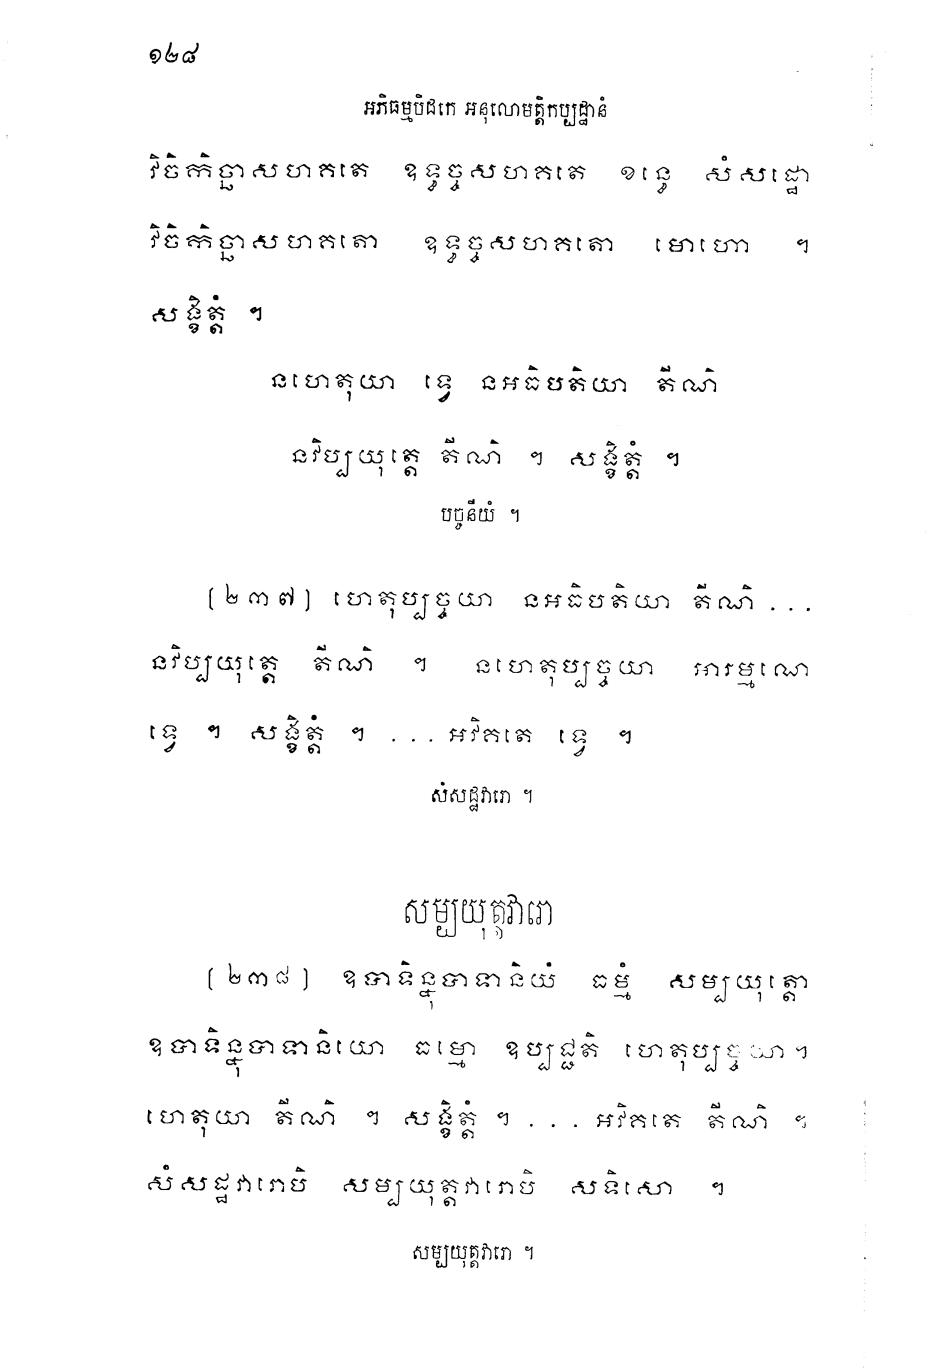 ១២៨
អភិធម្មបិដកេ អនុលោមត្តិកប្បដ្ឋានំ
វិចិកិច្ឆាសហគតេ ឧទ្ធច្ចសហគតេ ខន្ធេ សំសដ្ឋោ
វិចិកិច្ឆាសហគតោ ឧទ្ធច្ចសហគតោ មោហោ ។
សង្ខិត្តំ ។
នហេតុយា ទ្វេ នអធិបតិយា តីណិ
នវិប្បយុត្តេ តីណិ ។ សង្ខិត្តំ ។
បច្ចនីយំ ។
[២៣៧] ហេតុប្បច្ចយា នអធិបតិយា តីណិ ...
នវិប្បយុត្តេ តីណិ ។ នហេតុប្បច្ចយា អារម្មណេ
ទ្វេ ។ សង្ខិត្តំ ។ ... អវិគតេ ទ្វេ ។
សំសដ្ឋវារោ ។
សម្បយុត្តវារោ
[២៣៨] ឧបាទិន្នុបាទានិយំ ធម្មំ សម្បយុត្តោ
ឧបាទិន្នុបាទានិយោ ធម្មោ ឧប្បជ្ជតិ ហេតុប្បច្ចយា។
ហេតុយា តីណិ ។ សង្ខិត្តំ ។ ... អវិគតេ តីណិ ។
សំសដ្ឋវារោបិ សម្បយុត្តវារោបិ សទិសោ ។
សម្បយុត្តវារោ ។